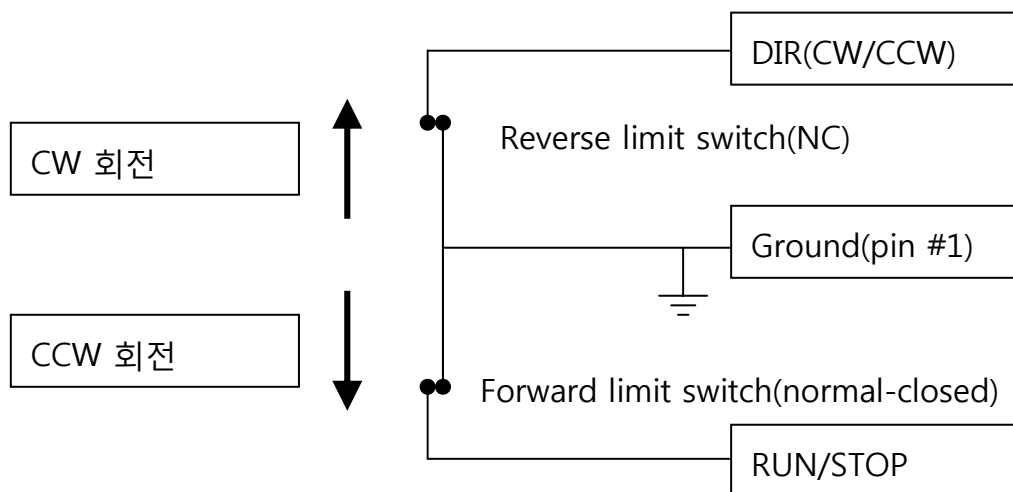 DIR(CW/CCW)
Reverse limit switch(NC)
CW 회전
Ground(pin #1)
CCW 회전
Forward limit switch(normal-closed)
RUN/STOP